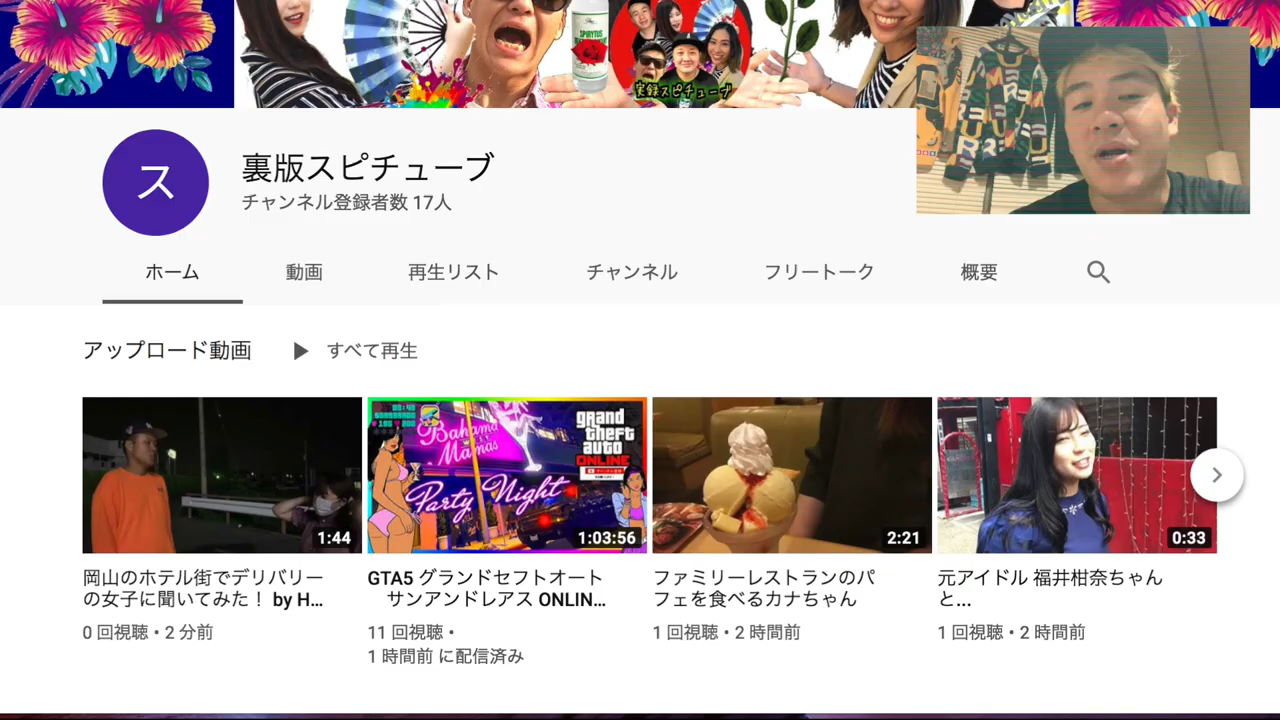 SPIRYTUS
実録スピチューブ
ス
裏版スピチューブ
チャンネル登録者数 17人
ホーム
動画
再生リスト
チャンネル
フリートーク
概要
アップロード動画
すべて再生
Bahama
Mamas
Party Night
grand
theft
auto
ONLINE
1:44
1:03:56
2:21
0:33
岡山のホテル街でデリバリー
の女子に聞いてみた！ by H...
GTA5 グランドセフトオート
サンアンドレアス ONLIN...
ファミリーレストランのパ
フェを食べるカナちゃん
元アイドル 福井柑奈ちゃん
と...
0 回視聴・2 分前
11 回視聴・
1 時間前 に配信済み
1 回視聴・2 時間前
1 回視聴・2 時間前